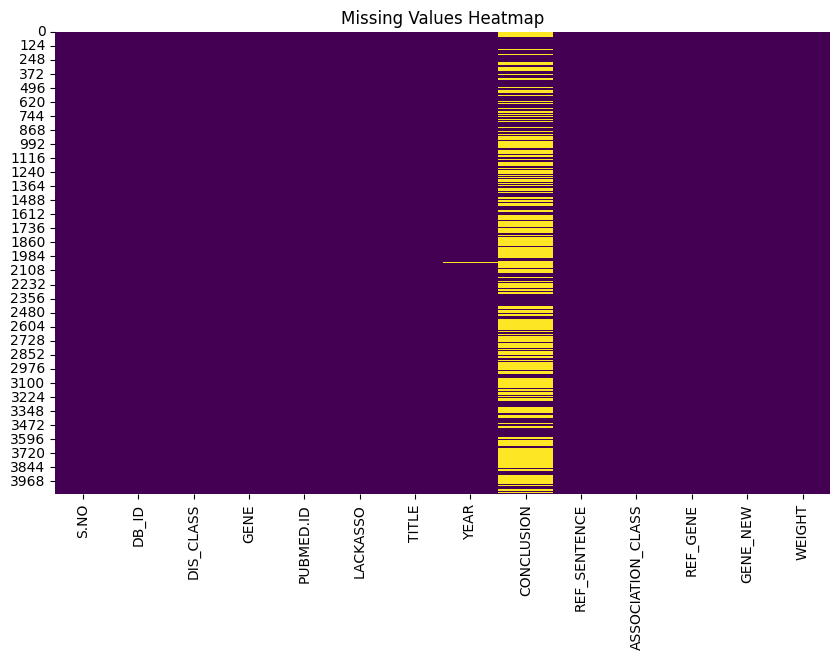 Missing Values Heatmap
0
124
248
372
496
620
744
868
992
1116
1240
1364
1488
1612
1736
1860
1984
2108
2232
2356
2480
2604
2728
2852
2976
3100
3224
3348
3472
3596
3720
3844
3968
S.NO
DB_ID
DIS_CLASS
GENE
PUBMED.ID
LACKASSO
TITLE
YEAR
CONCLUSION
REF_SENTENCE
ASSOCIATION_CLASS
REF_GENE
GENE_NEW
WEIGHT